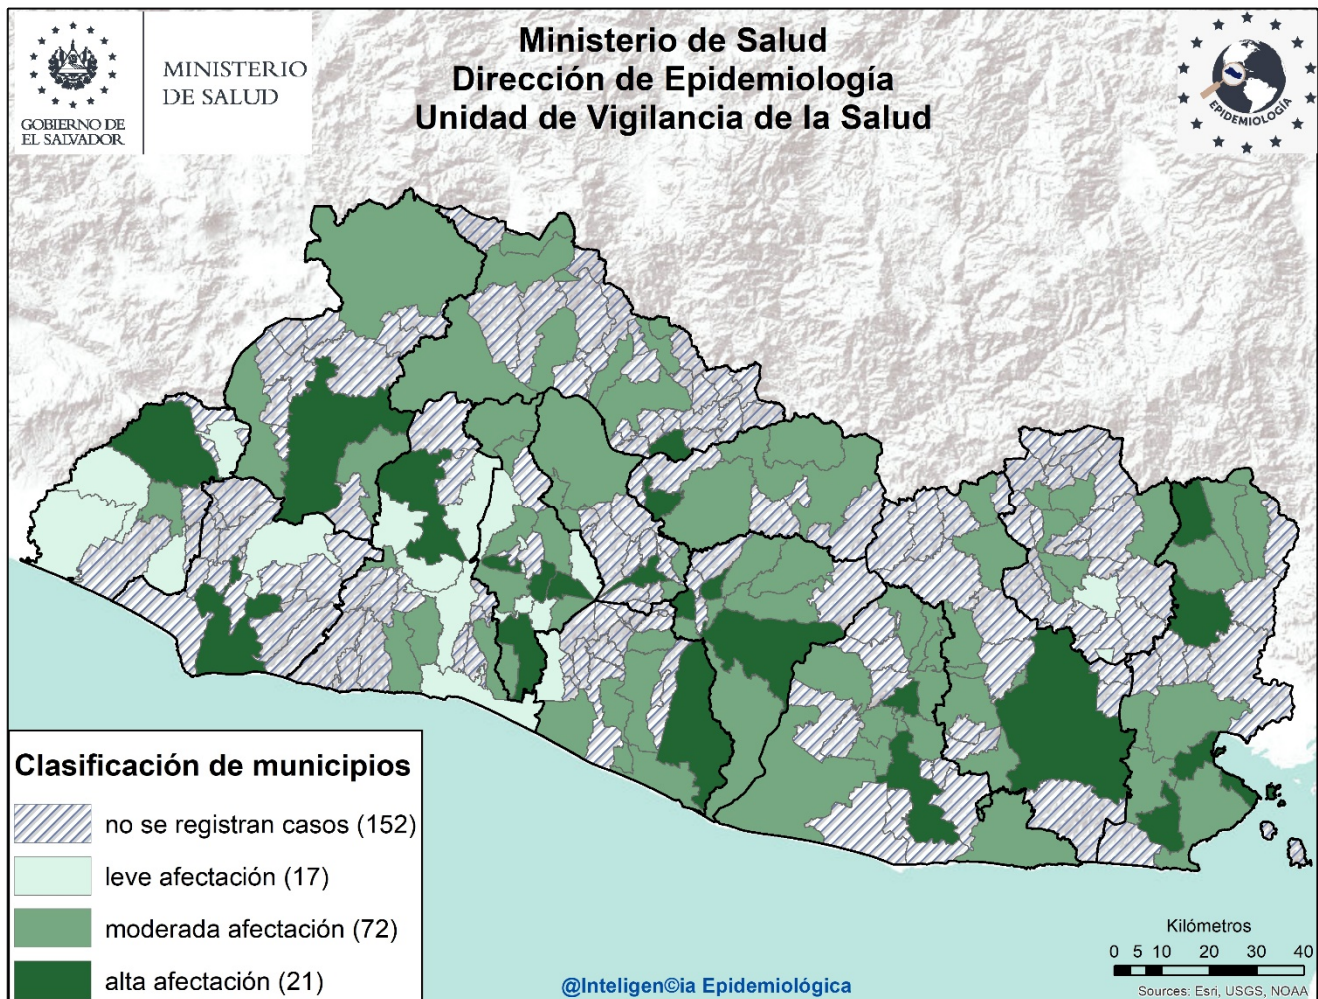 GOBIERNO DE
EL SALVADOR
MINISTERIO
DE SALUD
Ministerio de Salud
Dirección de Epidemiología
Unidad de Vigilancia de la Salud
EPIDEMIOLOGÍA
Clasificación de municipios
no se registran casos (152)
leve afectación (17)
moderada afectación (72)
alta afectación (21)
@Inteligen©ia Epidemiológica
Kilómetros
0 5 10 20 30 40
Sources: Esri, USGS, NOAA